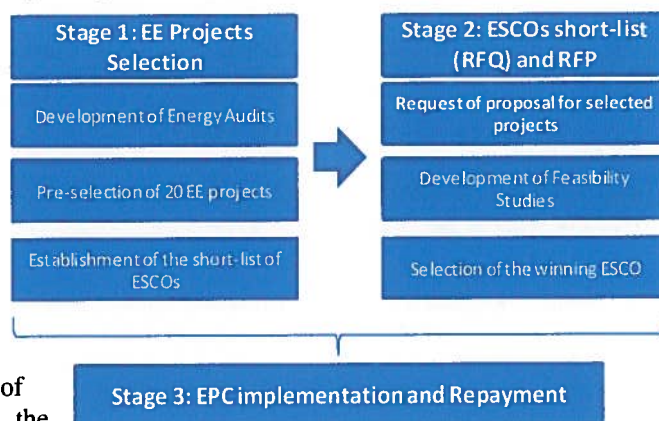 Stage 1: EE Projects
Selection
Development of Energy Audits
Pre-selection of 20 EE projects
Establishment of the short-list of
ESCOs
Stage 2: ESCOs short-list
(RFQ) and RFP
Request of proposal for selected
projects
Development of Feasibility
Studies
Selection of the winning ESCO
of
the
Stage 3: EPC implementation and Repayment